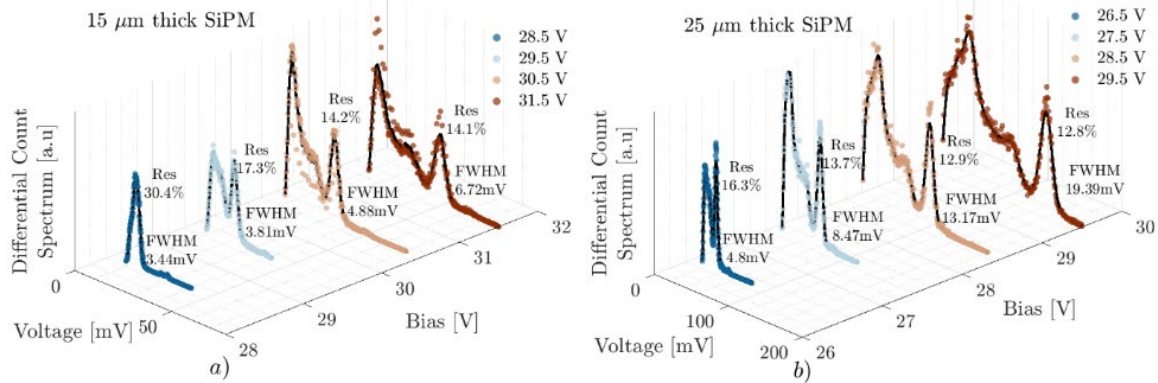 15 μm thick SiPM
28.5 V
29.5 V
30.5 V
31.5 V
Differential Count
Spectrum [a.u]
Res
30.4%
FWHM
3.44mV
Res
17.3%
FWHM
3.81mV
Res
14.2%
FWHM
4.88mV
Res
14.1%
FWHM
6.72mV
0
50
Voltage [mV]
28
29
30
31
32
Bias [V]
a)
25 μm thick SiPM
26.5 V
27.5 V
28.5 V
29.5 V
Differential Count
Spectrum [a.u]
Res
16.3%
FWHM
4.8mV
Res
13.7%
FWHM
8.47mV
Res
12.9%
FWHM
13.17mV
Res
12.8%
FWHM
19.39mV
0
100
200
Voltage [mV]
26
27
28
29
30
Bias [V]
b)